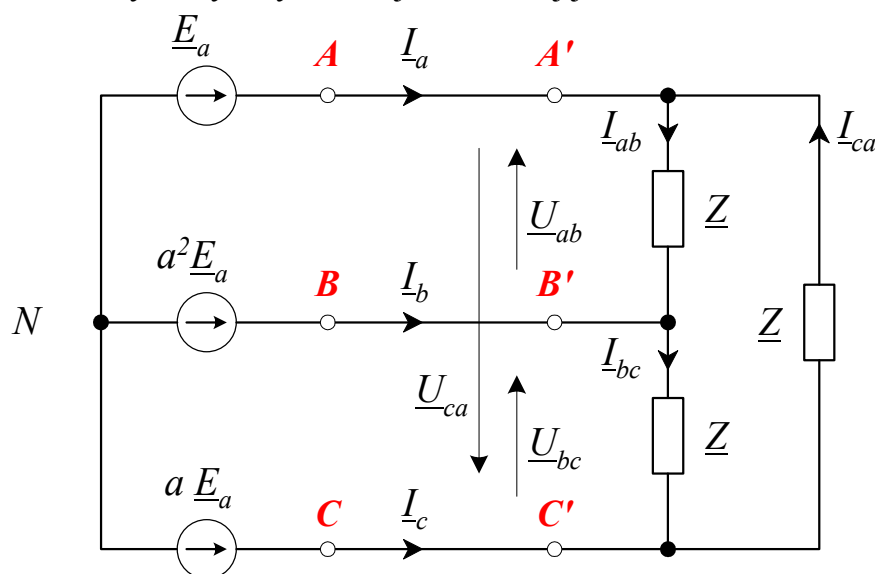 E_a A I_a A'
I_ab I_ca
Z
U_ab
a²E_a B I_b B'
N
Z
I_bc
U_ca
Z
U_bc
a E_a C I_c C'